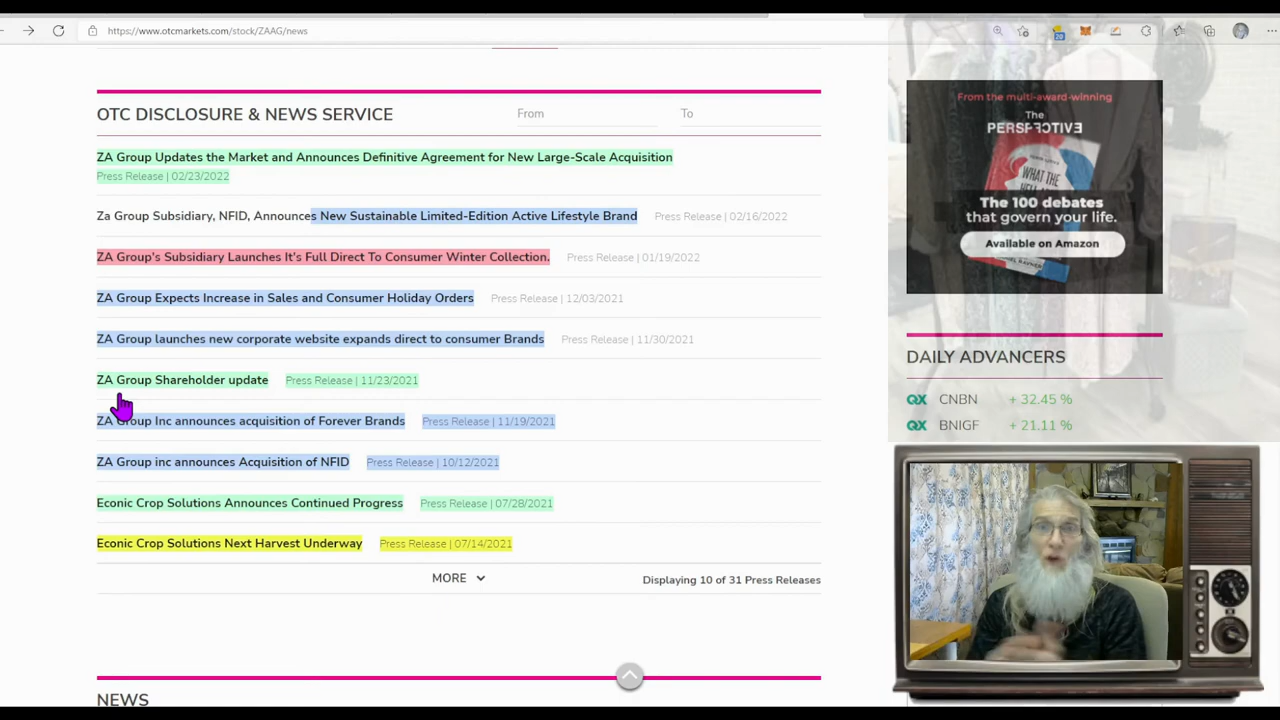 https://www.otcmarkets.com/stock/ZAAG/news
20
OTC DISCLOSURE & NEWS SERVICE
From
To
ZA Group Updates the Market and Announces Definitive Agreement for New Large-Scale Acquisition
Press Release | 02/23/2022
Za Group Subsidiary, NFID, Announces New Sustainable Limited-Edition Active Lifestyle Brand Press Release | 02/16/2022
ZA Group's Subsidiary Launches It's Full Direct To Consumer Winter Collection. Press Release | 01/19/2022
ZA Group Expects Increase in Sales and Consumer Holiday Orders Press Release | 12/03/2021
ZA Group launches new corporate website expands direct to consumer Brands Press Release | 11/30/2021
ZA Group Shareholder update Press Release | 11/23/2021
ZA Group Inc announces acquisition of Forever Brands Press Release | 11/19/2021
ZA Group inc announces Acquisition of NFID Press Release | 10/12/2021
Econic Crop Solutions Announces Continued Progress Press Release | 07/28/2021
Econic Crop Solutions Next Harvest Underway Press Release | 07/14/2021
MORE
Displaying 10 of 31 Press Releases
NEWS
From the multi-award-winning
The
PERSPECTIVE
WHAT THE
The 100 debates
that govern your life.
Available on Amazon
DAILY ADVANCERS
QX CNBN + 32.45 %
QX BNIGF + 21.11 %